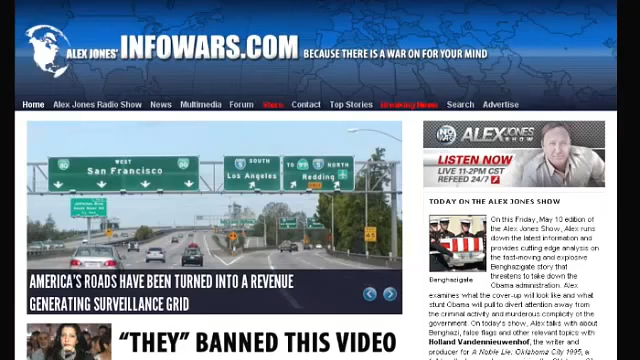 ALEX JONES' INFOWARS.COM BECAUSE THERE IS A WAR ON FOR YOUR MIND
Home Alex Jones Radio Show News Multimedia Forum Store Contact Top Stories Breaking News Search Advertise
WEST
San Francisco
SOUTH
Los Angeles
TO NORTH
Redding
AMERICA'S ROADS HAVE BEEN TURNED INTO A REVENUE
GENERATING SURVEILLANCE GRID
"THEY" BANNED THIS VIDEO
ALEX JONES
SHOW
LISTEN NOW
LIVE 11-2PM CST
REFEED 24/7
TODAY ON THE ALEX JONES SHOW
On this Friday, May 10 edition of
the Alex Jones Show, Alex runs
down the latest information and
provides cutting edge analysis on
the fast-moving and explosive
Benghazigate story that
threatens to take down the
Obama administration. Alex
Benghazigate
examines what the cover-up will look like and what
stunt Obama will pull to divert attention away from
the criminal activity and murderous complicity of the
government. On today's show, Alex talks with about
Benghazi, false flags and other relevant topics with
Holland Vandennieuwenhof, the writer and
producer of A Noble Lie, Oklahoma City 1995, a